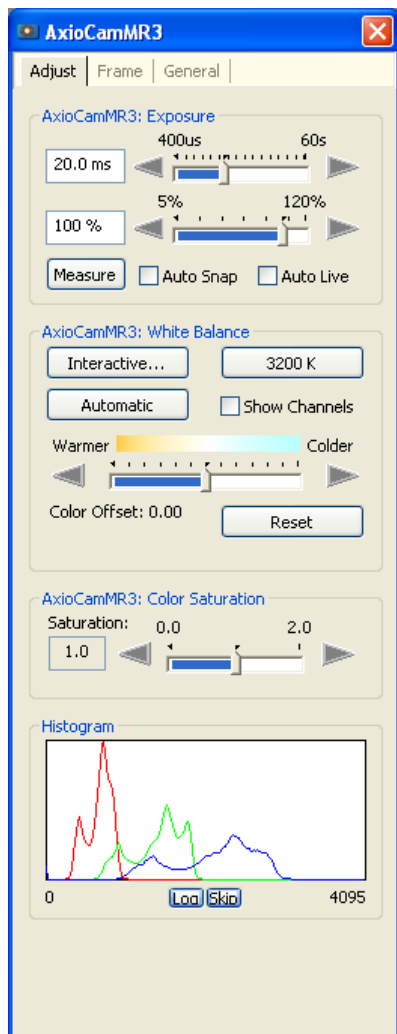 AxioCamMR3
Adjust Frame General
AxioCamMR3: Exposure
400us 60s
20.0 ms
5% 120%
100 %
Measure Auto Snap Auto Live
AxioCamMR3: White Balance
Interactive... 3200 K
Automatic Show Channels
Warmer Colder
Color Offset: 0.00 Reset
AxioCamMR3: Color Saturation
Saturation: 0.0 2.0
1.0
Histogram
0 Log Skip 4095